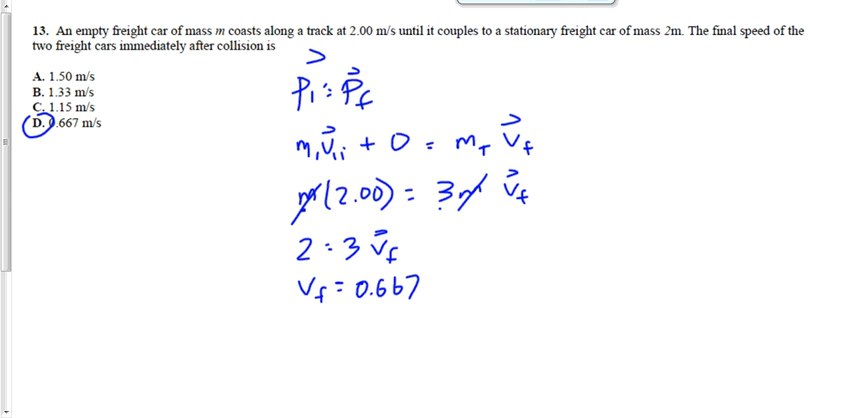 13. An empty freight car of mass m coasts along a track at 2.00 m/s until it couples to a stationary freight car of mass 2m. The final speed of the
two freight cars immediately after collision is
A. 1.50 m/s
B. 1.33 m/s
C. 1.15 m/s
D. 0.667 m/s
p⃗i = p⃗f
m₁v⃗₁i + 0 = mT v⃗f
m(2.00) = 3m v⃗f
2 = 3 v⃗f
vf = 0.667